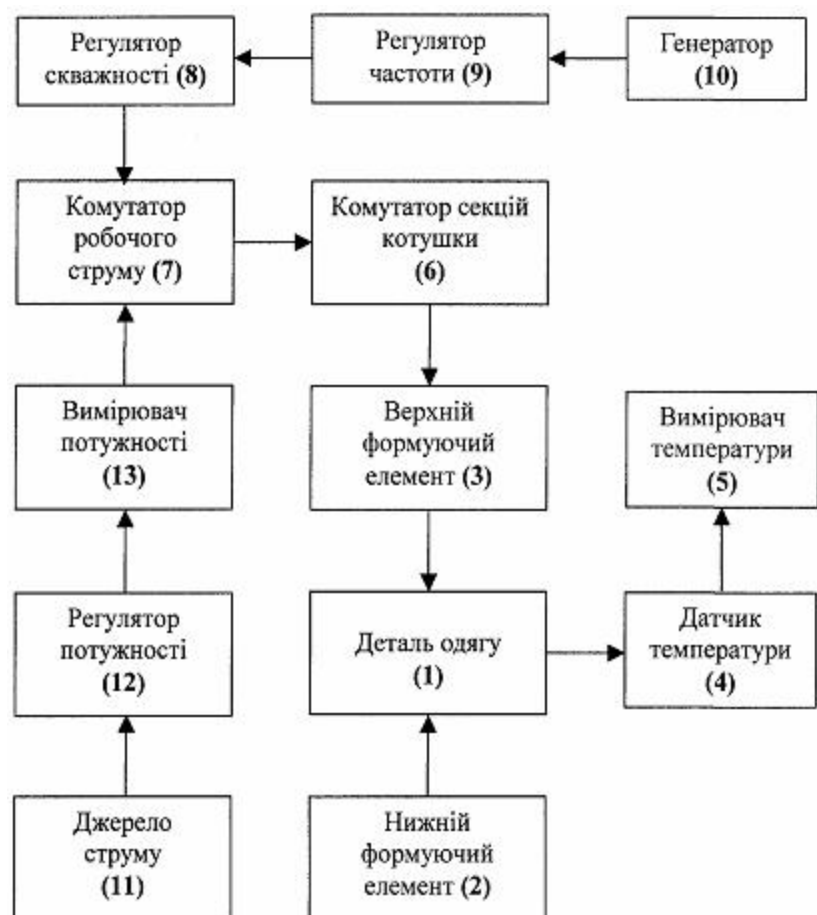 Регулятор
скважності (8)
Регулятор
частоти (9)
Генератор
(10)
Комутатор
робочого
струму (7)
Комутатор секцій
котушки
(6)
Вимірювач
потужності
(13)
Верхній
формуючий
елемент (3)
Вимірювач
температури
(5)
Регулятор
потужності
(12)
Деталь одягу
(1)
Датчик
температури
(4)
Джерело
струму
(11)
Нижній
формуючий
елемент (2)